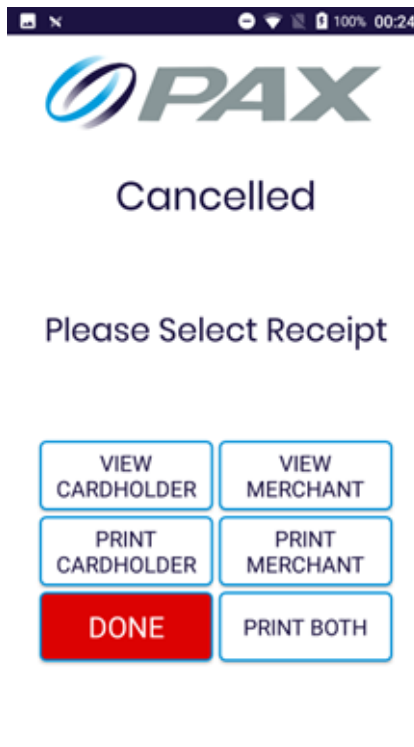 100% 00:24
PAX
Cancelled
Please Select Receipt
VIEW CARDHOLDER
VIEW MERCHANT
PRINT CARDHOLDER
PRINT MERCHANT
DONE
PRINT BOTH